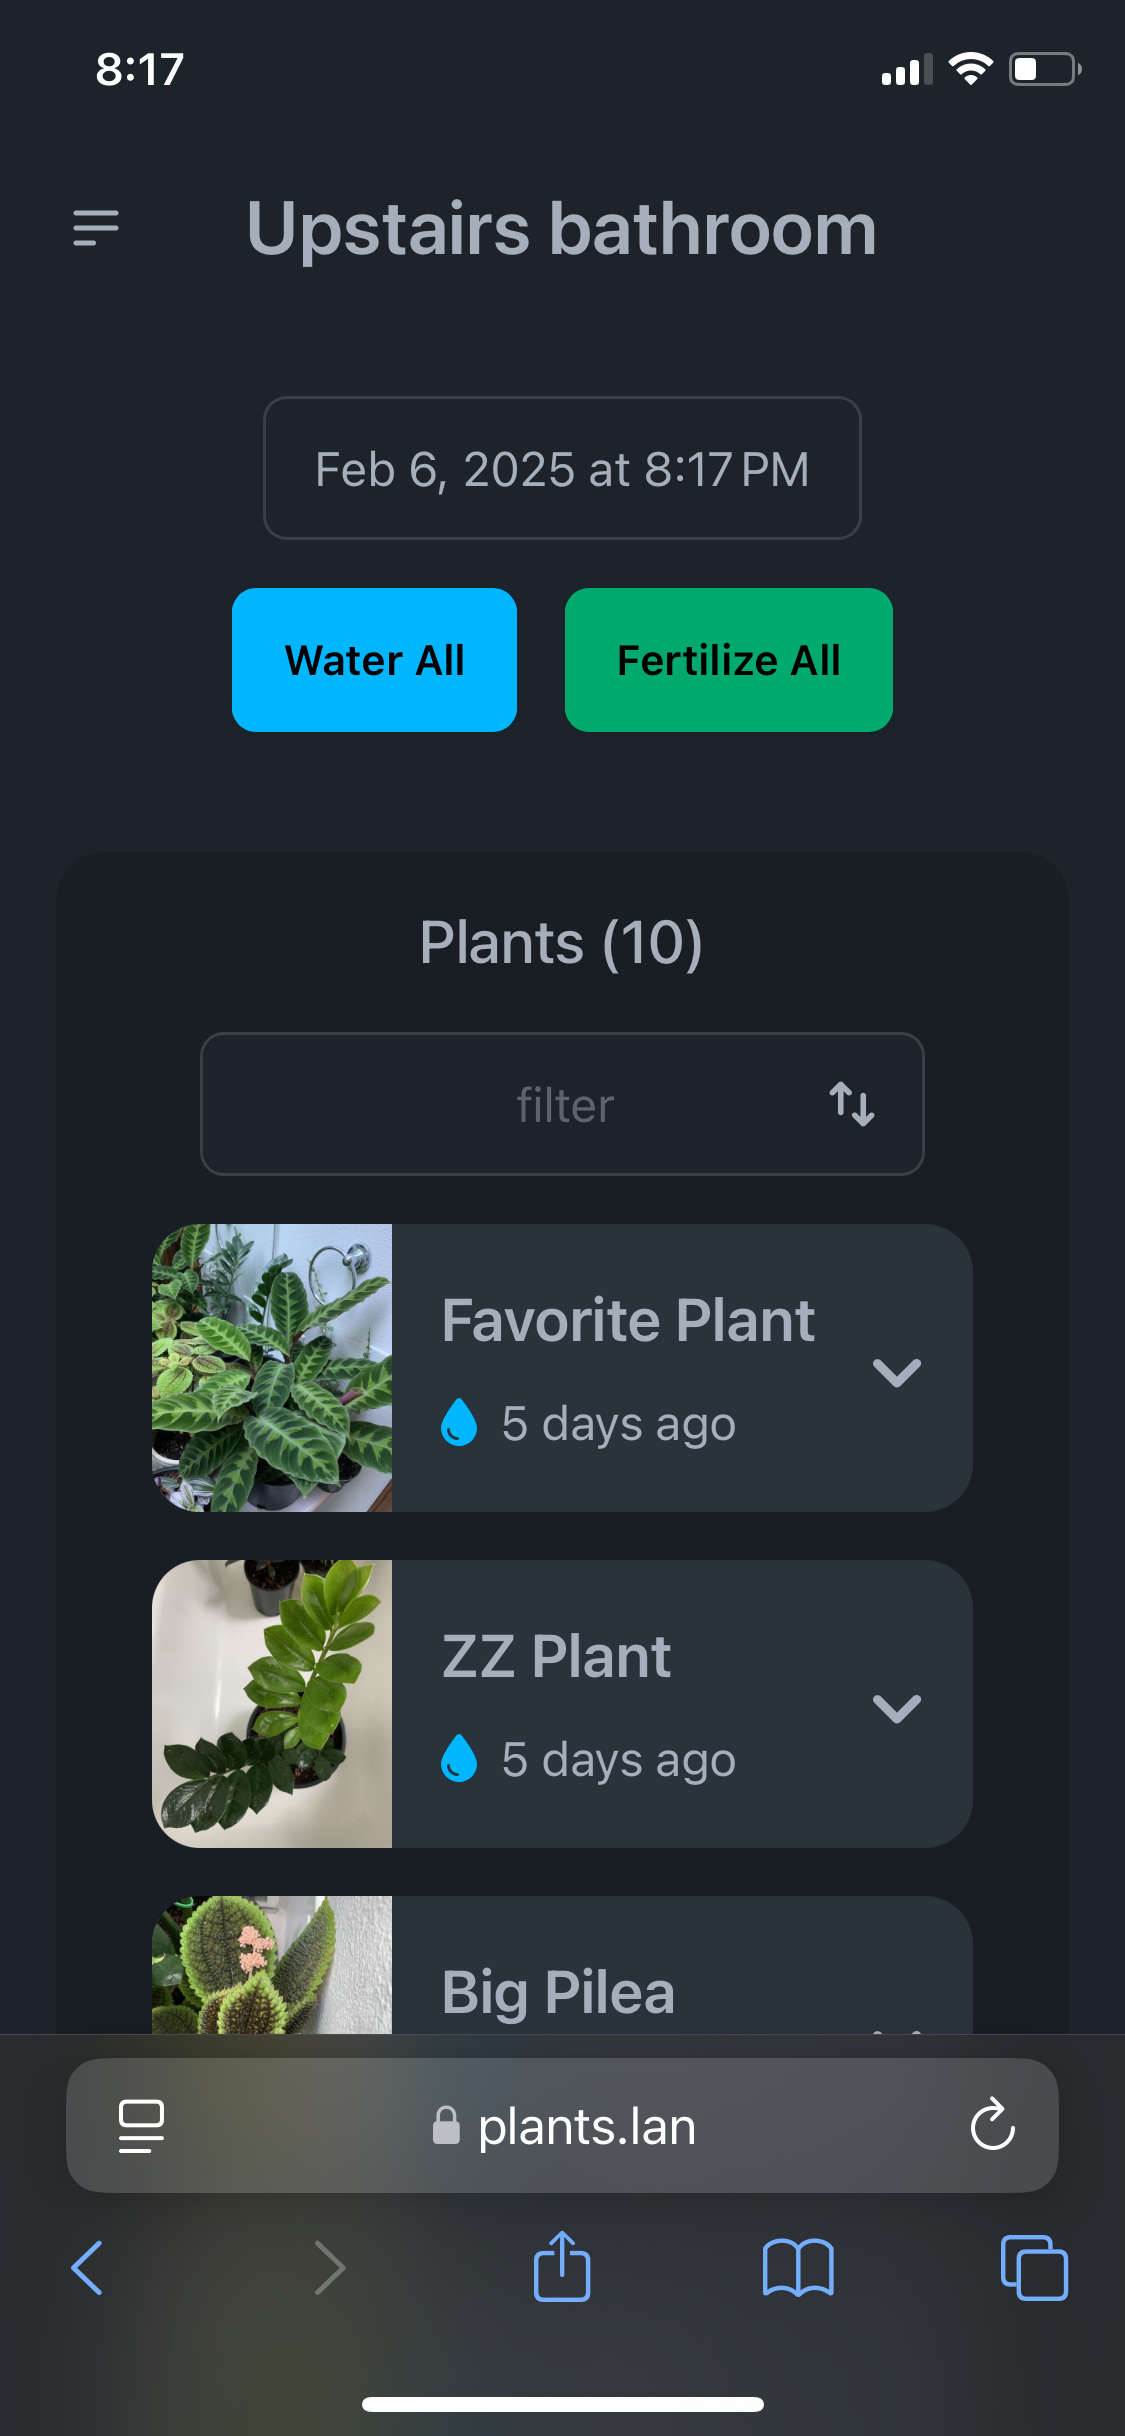 8:17
Upstairs bathroom
Feb 6, 2025 at 8:17 PM
Water All
Fertilize All
Plants (10)
filter
Favorite Plant
5 days ago
ZZ Plant
5 days ago
Big Pilea
plants.lan